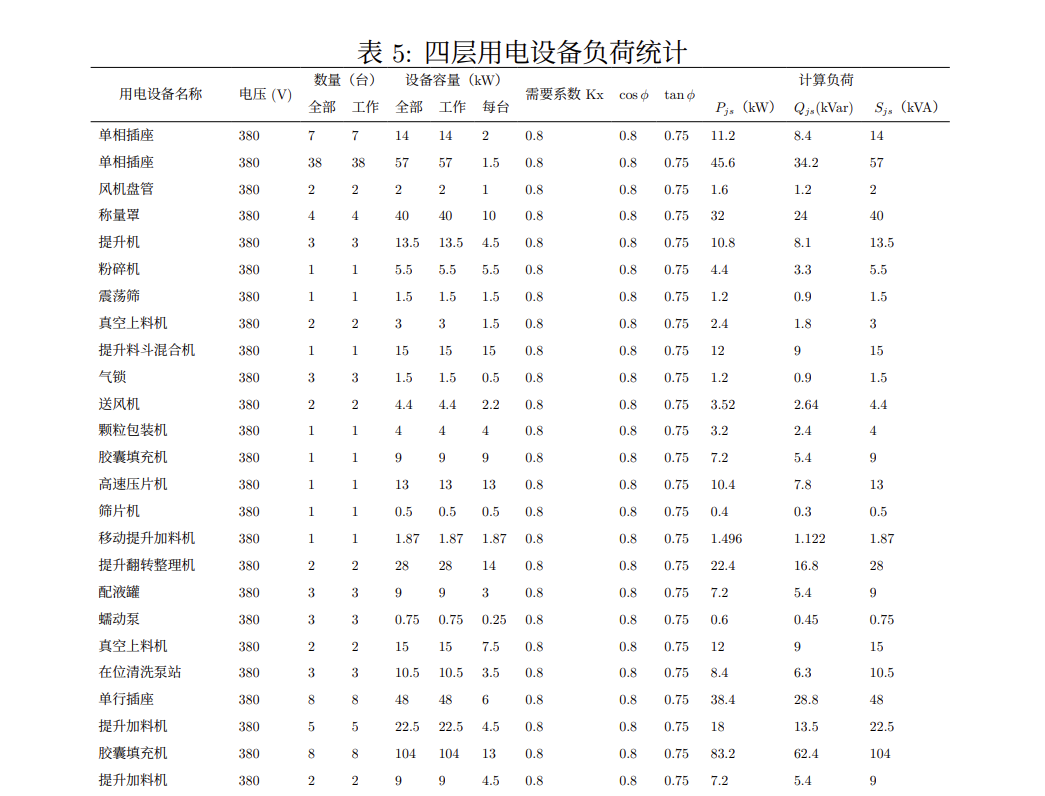 表 5: 四层用电设备负荷统计
用电设备名称 电压 (V) 数量（台） 设备容量（kW） 需要系数 Kx cos ϕ tan ϕ 计算负荷
全部 工作 全部 工作 每台 P_js（kW） Q_js(kVar) S_js（kVA）
单相插座 380 7 7 14 14 2 0.8 0.8 0.75 11.2 8.4 14
单相插座 380 38 38 57 57 1.5 0.8 0.8 0.75 45.6 34.2 57
风机盘管 380 2 2 2 2 1 0.8 0.8 0.75 1.6 1.2 2
称量罩 380 4 4 40 40 10 0.8 0.8 0.75 32 24 40
提升机 380 3 3 13.5 13.5 4.5 0.8 0.8 0.75 10.8 8.1 13.5
粉碎机 380 1 1 5.5 5.5 5.5 0.8 0.8 0.75 4.4 3.3 5.5
震荡筛 380 1 1 1.5 1.5 1.5 0.8 0.8 0.75 1.2 0.9 1.5
真空上料机 380 2 2 3 3 1.5 0.8 0.8 0.75 2.4 1.8 3
提升料斗混合机 380 1 1 15 15 15 0.8 0.8 0.75 12 9 15
气锁 380 3 3 1.5 1.5 0.5 0.8 0.8 0.75 1.2 0.9 1.5
送风机 380 2 2 4.4 4.4 2.2 0.8 0.8 0.75 3.52 2.64 4.4
颗粒包装机 380 1 1 4 4 4 0.8 0.8 0.75 3.2 2.4 4
胶囊填充机 380 1 1 9 9 9 0.8 0.8 0.75 7.2 5.4 9
高速压片机 380 1 1 13 13 13 0.8 0.8 0.75 10.4 7.8 13
筛片机 380 1 1 0.5 0.5 0.5 0.8 0.8 0.75 0.4 0.3 0.5
移动提升加料机 380 1 1 1.87 1.87 1.87 0.8 0.8 0.75 1.496 1.122 1.87
提升翻转整理机 380 2 2 28 28 14 0.8 0.8 0.75 22.4 16.8 28
配液罐 380 3 3 9 9 3 0.8 0.8 0.75 7.2 5.4 9
蠕动泵 380 3 3 0.75 0.75 0.25 0.8 0.8 0.75 0.6 0.45 0.75
真空上料机 380 2 2 15 15 7.5 0.8 0.8 0.75 12 9 15
在位清洗泵站 380 3 3 10.5 10.5 3.5 0.8 0.8 0.75 8.4 6.3 10.5
单行插座 380 8 8 48 48 6 0.8 0.8 0.75 38.4 28.8 48
提升加料机 380 5 5 22.5 22.5 4.5 0.8 0.8 0.75 18 13.5 22.5
胶囊填充机 380 8 8 104 104 13 0.8 0.8 0.75 83.2 62.4 104
提升加料机 380 2 2 9 9 4.5 0.8 0.8 0.75 7.2 5.4 9